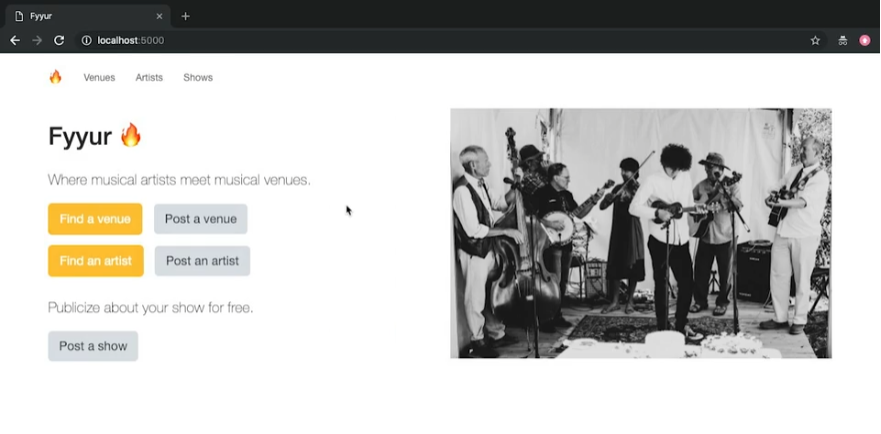 Fyyur
localhost:5000
Venues Artists Shows
Fyyur 🔥
Where musical artists meet musical venues.
Find a venue Post a venue
Find an artist Post an artist
Publicize about your show for free.
Post a show